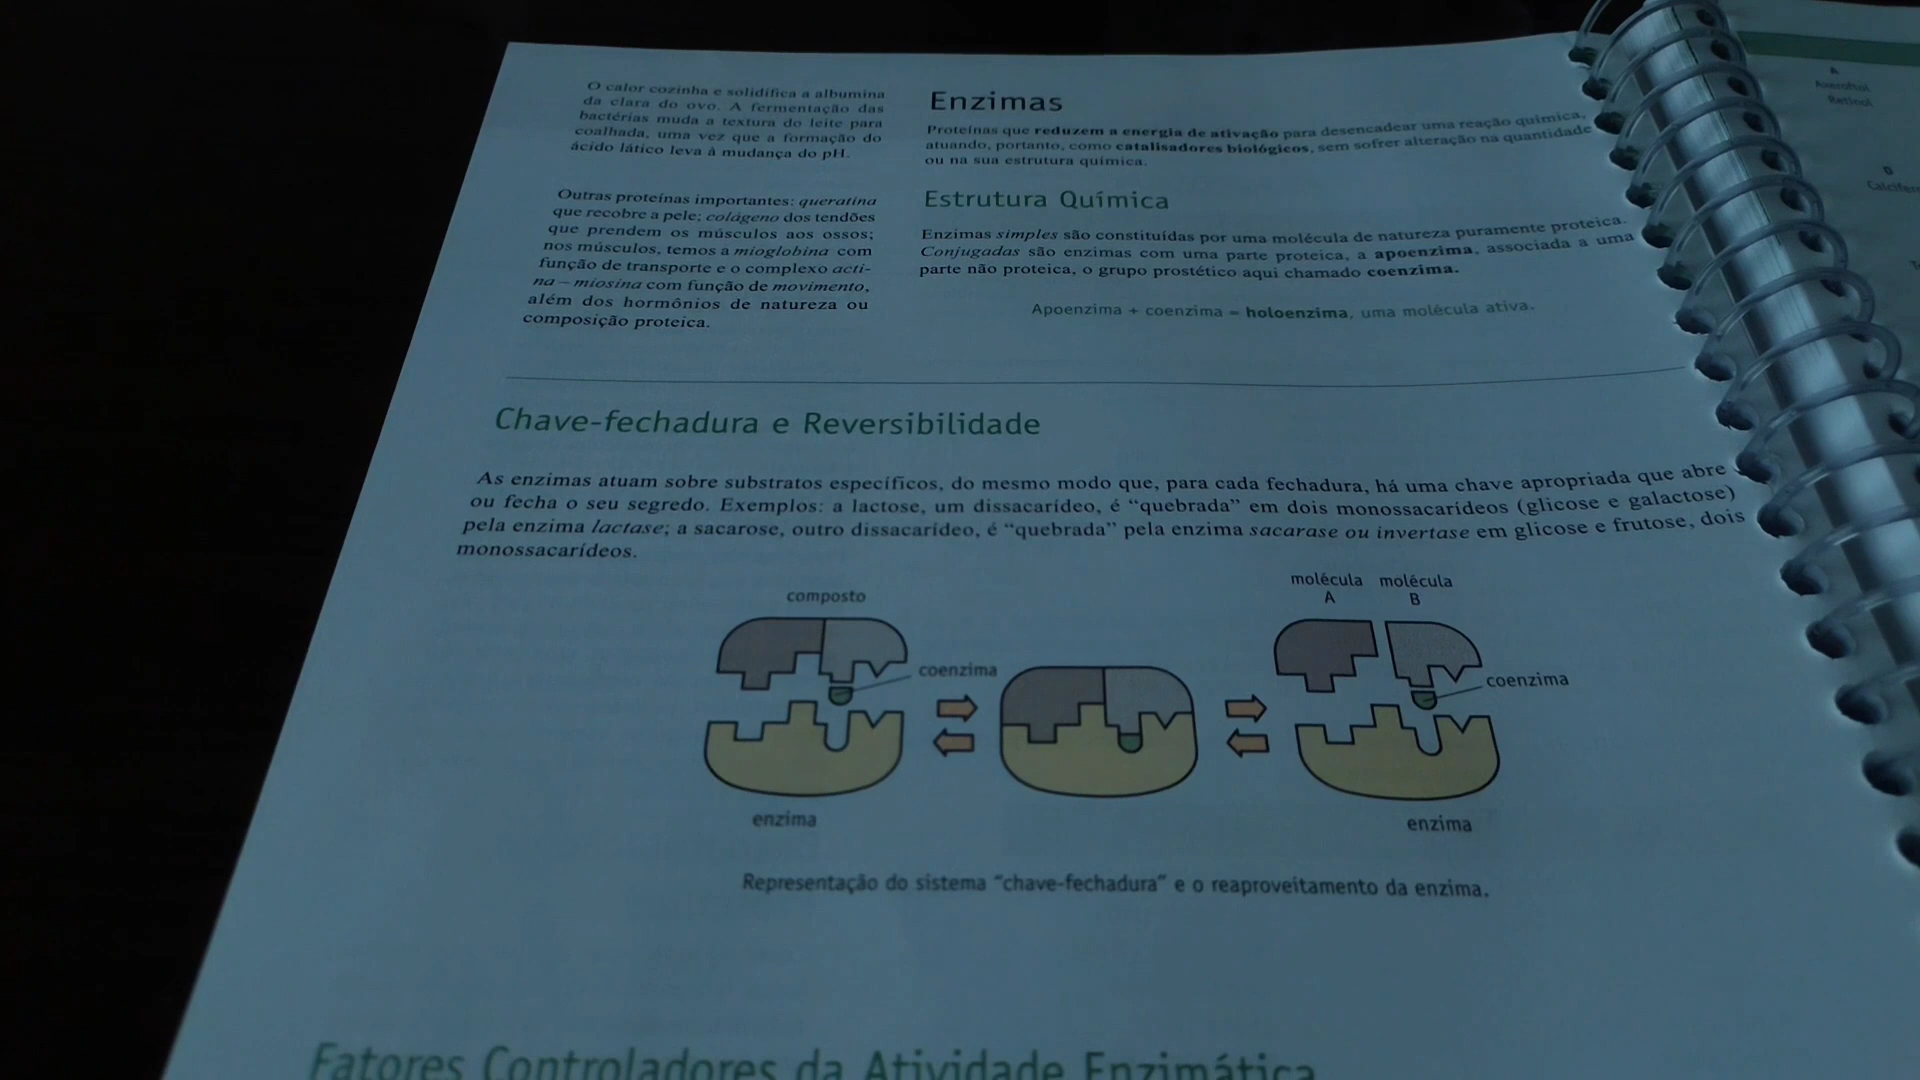 O calor cozinha e solidifica a albumina
da clara do ovo. A fermentação das
bactérias muda a textura do leite para
coalhada, uma vez que a formação do
ácido lático leva à mudança do pH.
Outras proteínas importantes: queratina
que recobre a pele; colágeno dos tendões
que prendem os músculos aos ossos;
nos músculos, temos a mioglobina com
função de transporte e o complexo acti-
na – miosina com função de movimento,
além dos hormônios de natureza ou
composição proteica.
Enzimas
Proteínas que reduzem a energia de ativação para desencadear uma reação química,
atuando, portanto, como catalisadores biológicos, sem sofrer alteração na quantidade
ou na sua estrutura química.
Estrutura Química
Enzimas simples são constituídas por uma molécula de natureza puramente proteica.
Conjugadas são enzimas com uma parte proteica, a apoenzima, associada a uma
parte não proteica, o grupo prostético aqui chamado coenzima.
Apoenzima + coenzima = holoenzima, uma molécula ativa.
Chave-fechadura e Reversibilidade
As enzimas atuam sobre substratos específicos, do mesmo modo que, para cada fechadura, há uma chave apropriada que abre
ou fecha o seu segredo. Exemplos: a lactose, um dissacarídeo, é “quebrada” em dois monossacarídeos (glicose e galactose)
pela enzima lactase; a sacarose, outro dissacarídeo, é “quebrada” pela enzima sacarase ou invertase em glicose e frutose, dois
monossacarídeos.
composto
coenzima
enzima
molécula molécula
A B
coenzima
enzima
Representação do sistema “chave-fechadura” e o reaproveitamento da enzima.
Fatores Controladores da Atividade Enzimática
A
Axeroftol
Retinol
D